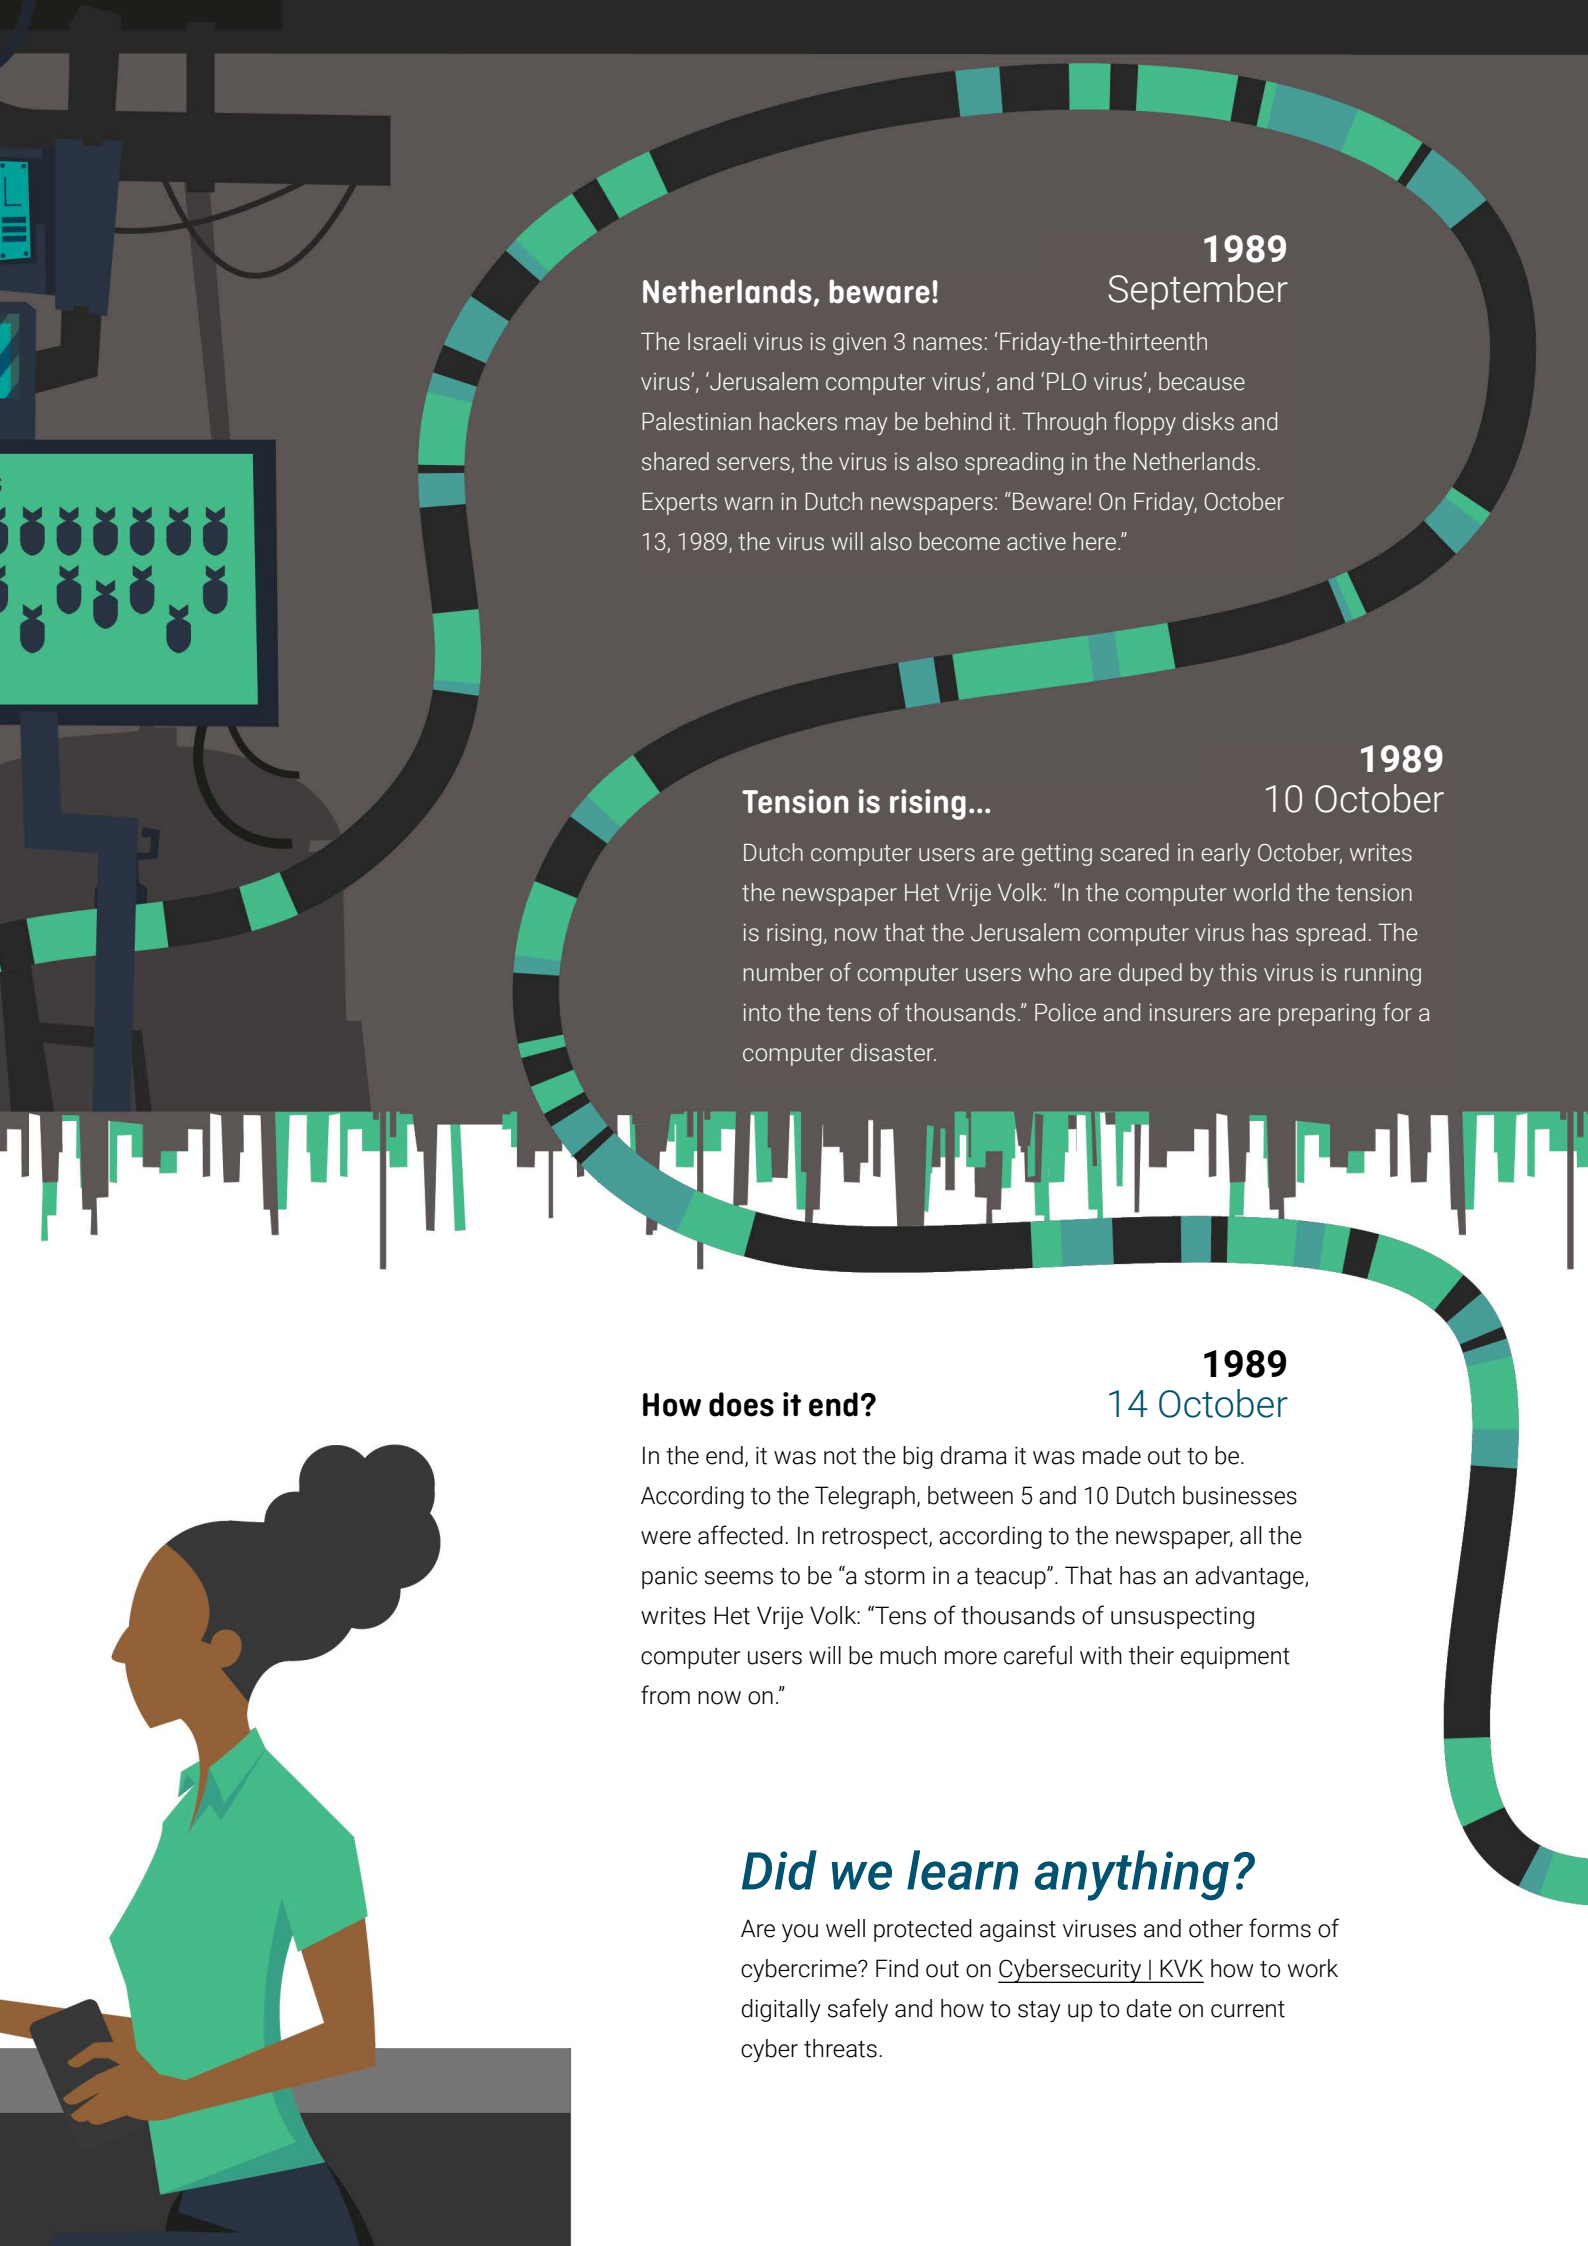 1989
September
Netherlands, beware!
The Israeli virus is given 3 names: ‘Friday-the-thirteenth
virus’, ‘Jerusalem computer virus’, and ‘PLO virus’, because
Palestinian hackers may be behind it. Through floppy disks and
shared servers, the virus is also spreading in the Netherlands.
Experts warn in Dutch newspapers: “Beware! On Friday, October
13, 1989, the virus will also become active here.”
1989
10 October
Tension is rising...
Dutch computer users are getting scared in early October, writes
the newspaper Het Vrije Volk: “In the computer world the tension
is rising, now that the Jerusalem computer virus has spread. The
number of computer users who are duped by this virus is running
into the tens of thousands.” Police and insurers are preparing for a
computer disaster.
1989
14 October
How does it end?
In the end, it was not the big drama it was made out to be.
According to the Telegraph, between 5 and 10 Dutch businesses
were affected. In retrospect, according to the newspaper, all the
panic seems to be “a storm in a teacup”. That has an advantage,
writes Het Vrije Volk: “Tens of thousands of unsuspecting
computer users will be much more careful with their equipment
from now on.”
Did we learn anything?
Are you well protected against viruses and other forms of
cybercrime? Find out on Cybersecurity | KVK how to work
digitally safely and how to stay up to date on current
cyber threats.